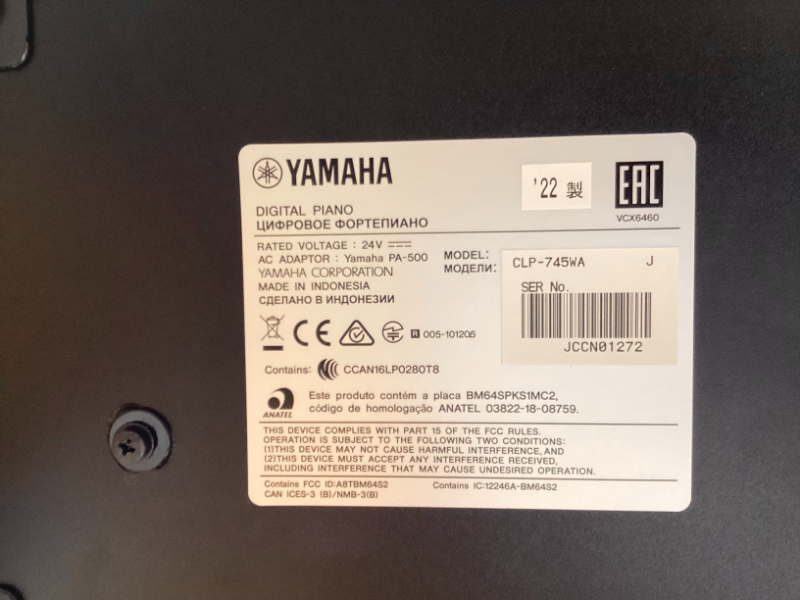 YAMAHA
'22 製
EAC
VCX6460
DIGITAL PIANO
ЦИФРОВОЕ ФОРТЕПИАНО
RATED VOLTAGE : 24V
AC ADAPTOR : Yamaha PA-500
YAMAHA CORPORATION
MADE IN INDONESIA
СДЕЛАНО В ИНДОНЕЗИИ
MODEL:
МОДЕЛИ:
CLP-745WA J
SER No.
JCCN01272
CE R 005-101206
Contains: CCAN16LP0280T8
ANATEL
Este produto contém a placa BM64SPKS1MC2,
código de homologação ANATEL 03822-18-08759.
THIS DEVICE COMPLIES WITH PART 15 OF THE FCC RULES.
OPERATION IS SUBJECT TO THE FOLLOWING TWO CONDITIONS:
(1)THIS DEVICE MAY NOT CAUSE HARMFUL INTERFERENCE, AND
(2)THIS DEVICE MUST ACCEPT ANY INTERFERENCE RECEIVED,
INCLUDING INTERFERENCE THAT MAY CAUSE UNDESIRED OPERATION.
Contains FCC ID:A8TBM64S2 Contains IC:12246A-BM64S2
CAN ICES-3 (B)/NMB-3(B)